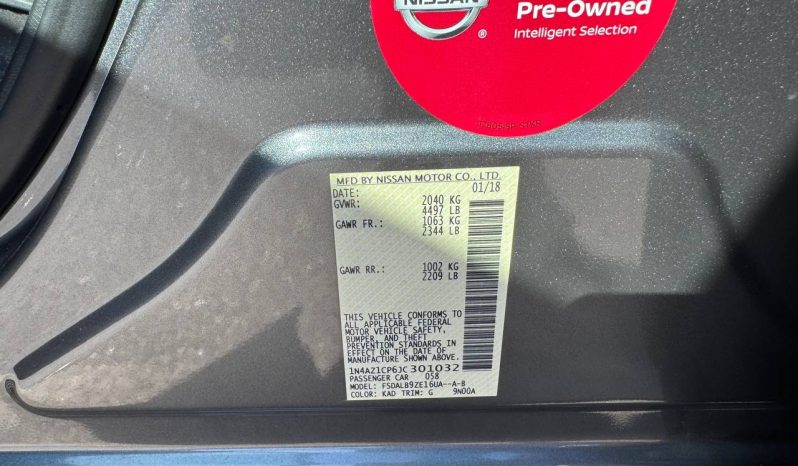 NISSAN
®
Pre-Owned
Intelligent Selection
MFD BY NISSAN MOTOR CO., LTD.
DATE: 01/18
GVWR: 2040 KG
4497 LB
GAWR FR.: 1063 KG
2344 LB
GAWR RR.: 1002 KG
2209 LB
THIS VEHICLE CONFORMS TO
ALL APPLICABLE FEDERAL
MOTOR VEHICLE SAFETY,
BUMPER, AND THEFT
PREVENTION STANDARDS IN
EFFECT ON THE DATE OF
MANUFACTURE SHOWN ABOVE.
1N4AZ1CP6JC301032
PASSENGER CAR 058
MODEL: FSDALB9ZE16UA--A-B
COLOR: KAD TRIM: G 9N00A